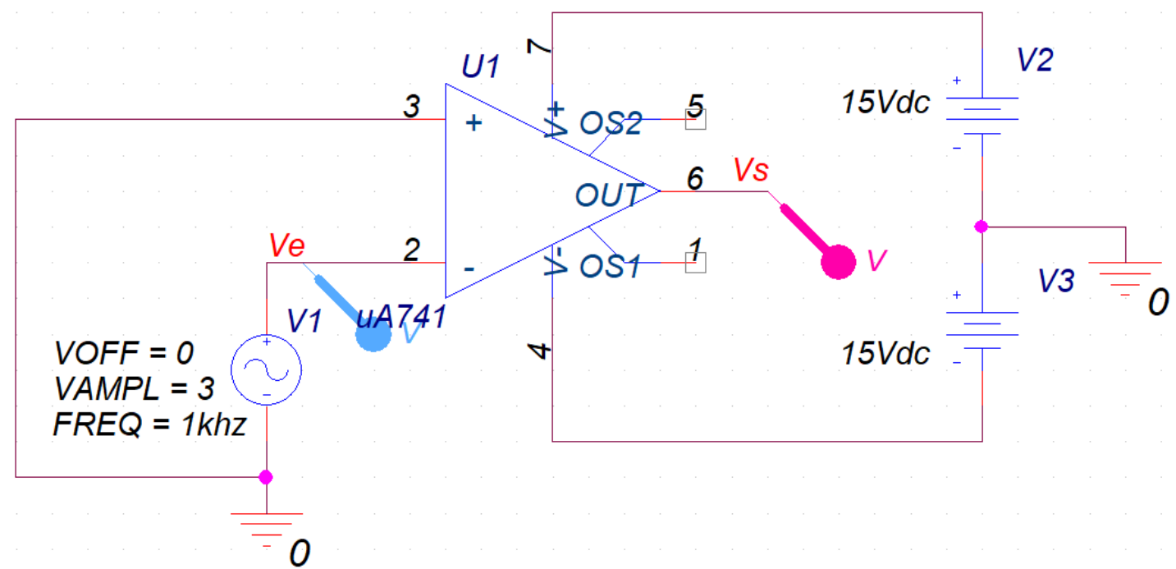 7
U1
V2
15Vdc
+
-
3
+
V+
OS2
5
OUT
6
Vs
V
Ve
2
-
V-
OS1
1
V3
0
V1
uA741
V
+
-
VOFF = 0
VAMPL = 3
FREQ = 1khz
4
15Vdc
+
-
0